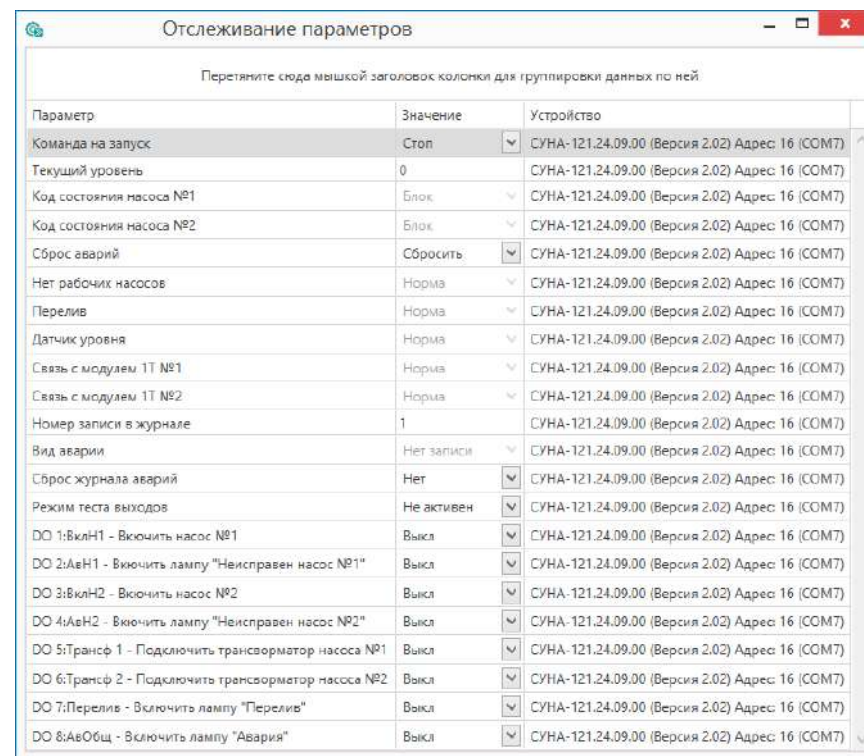 Отслеживание параметров
Перетяните сюда мышкой заголовок колонки для группировки данных по ней
Параметр Значение Устройство
Команда на запуск Стоп СУНА-121.24.09.00 (Версия 2.02) Адрес: 16 (COM7)
Текущий уровень 0 СУНА-121.24.09.00 (Версия 2.02) Адрес: 16 (COM7)
Код состояния насоса №1 Блок СУНА-121.24.09.00 (Версия 2.02) Адрес: 16 (COM7)
Код состояния насоса №2 Блок СУНА-121.24.09.00 (Версия 2.02) Адрес: 16 (COM7)
Сброс аварий Сбросить СУНА-121.24.09.00 (Версия 2.02) Адрес: 16 (COM7)
Нет рабочих насосов Норма СУНА-121.24.09.00 (Версия 2.02) Адрес: 16 (COM7)
Перелив Норма СУНА-121.24.09.00 (Версия 2.02) Адрес: 16 (COM7)
Датчик уровня Норма СУНА-121.24.09.00 (Версия 2.02) Адрес: 16 (COM7)
Связь с модулем 1Т №1 Норма СУНА-121.24.09.00 (Версия 2.02) Адрес: 16 (COM7)
Связь с модулем 1Т №2 Норма СУНА-121.24.09.00 (Версия 2.02) Адрес: 16 (COM7)
Номер записи в журнале 1 СУНА-121.24.09.00 (Версия 2.02) Адрес: 16 (COM7)
Вид аварии Нет записи СУНА-121.24.09.00 (Версия 2.02) Адрес: 16 (COM7)
Сброс журнала аварий Нет СУНА-121.24.09.00 (Версия 2.02) Адрес: 16 (COM7)
Режим теста выходов Не активен СУНА-121.24.09.00 (Версия 2.02) Адрес: 16 (COM7)
DO 1:ВклН1 - Вкючить насос №1 Выкл СУНА-121.24.09.00 (Версия 2.02) Адрес: 16 (COM7)
DO 2:АвН1 - Вкючить лампу "Неисправен насос №1" Выкл СУНА-121.24.09.00 (Версия 2.02) Адрес: 16 (COM7)
DO 3:ВклН2 - Вкючить насос №2 Выкл СУНА-121.24.09.00 (Версия 2.02) Адрес: 16 (COM7)
DO 4:АвН2 - Вкючить лампу "Неисправен насос №2" Выкл СУНА-121.24.09.00 (Версия 2.02) Адрес: 16 (COM7)
DO 5:Трансф 1 - Подключить трансворматор насоса №1 Выкл СУНА-121.24.09.00 (Версия 2.02) Адрес: 16 (COM7)
DO 6:Трансф 2 - Подключить трансворматор насоса №2 Выкл СУНА-121.24.09.00 (Версия 2.02) Адрес: 16 (COM7)
DO 7:Перелив - Включить лампу "Перелив" Выкл СУНА-121.24.09.00 (Версия 2.02) Адрес: 16 (COM7)
DO 8:АвОбщ - Включить лампу "Авария" Выкл СУНА-121.24.09.00 (Версия 2.02) Адрес: 16 (COM7)